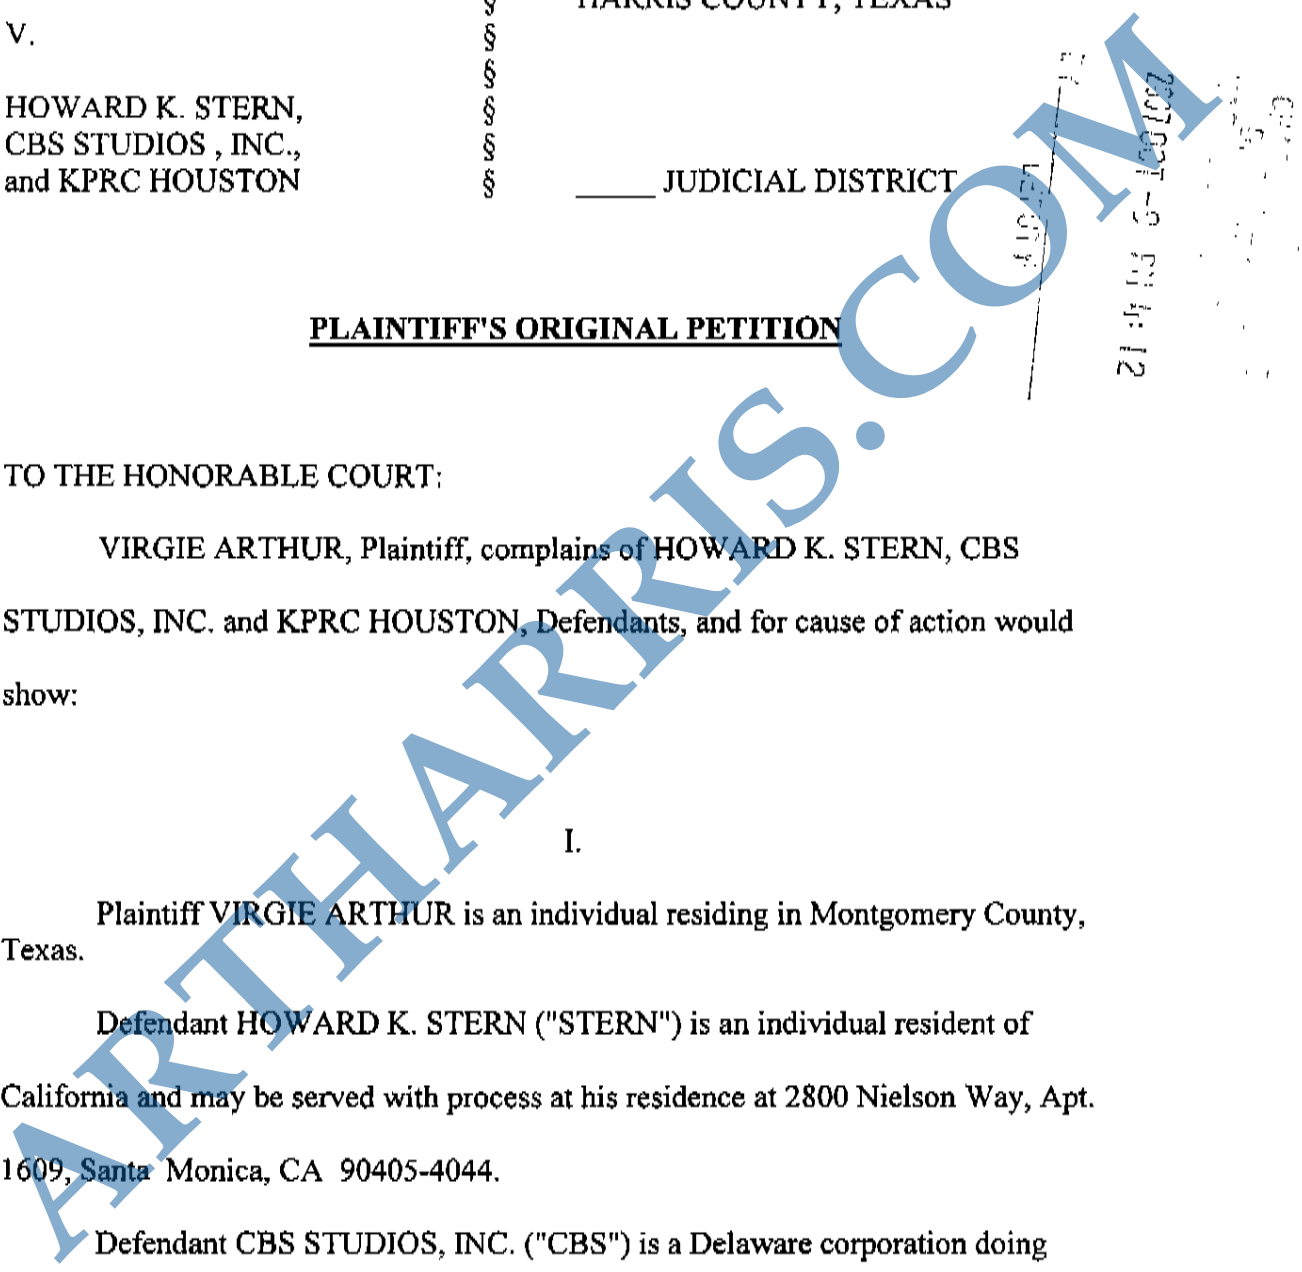 § HARRIS COUNTY, TEXAS
V. §
§
HOWARD K. STERN, §
CBS STUDIOS , INC., §
and KPRC HOUSTON § _____ JUDICIAL DISTRICT
PLAINTIFF'S ORIGINAL PETITION
TO THE HONORABLE COURT:
VIRGIE ARTHUR, Plaintiff, complains of HOWARD K. STERN, CBS
STUDIOS, INC. and KPRC HOUSTON, Defendants, and for cause of action would
show:
I.
Plaintiff VIRGIE ARTHUR is an individual residing in Montgomery County,
Texas.
Defendant HOWARD K. STERN ("STERN") is an individual resident of
California and may be served with process at his residence at 2800 Nielson Way, Apt.
1609, Santa Monica, CA 90405-4044.
Defendant CBS STUDIOS, INC. ("CBS") is a Delaware corporation doing
ARTHARRIS.COM